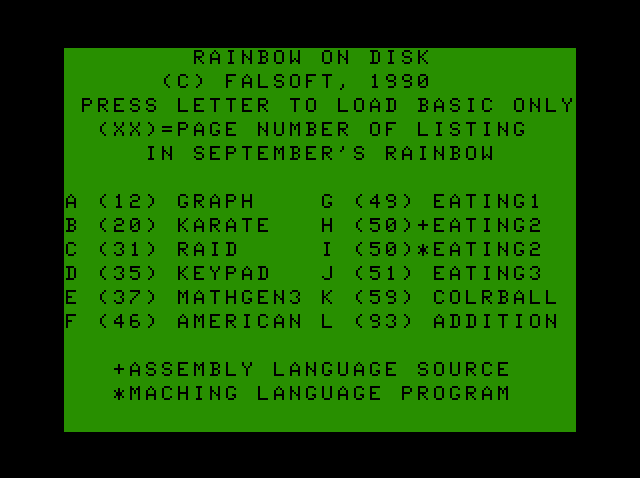 RAINBOW ON DISK
(C) FALSOFT, 1990
PRESS LETTER TO LOAD BASIC ONLY
(XX)=PAGE NUMBER OF LISTING
IN SEPTEMBER'S RAINBOW
A (12) GRAPH G (49) EATING1
B (20) KARATE H (50)+EATING2
C (31) RAID I (50)*EATING2
D (35) KEYPAD J (51) EATING3
E (37) MATHGEN3 K (59) COLRBALL
F (46) AMERICAN L (93) ADDITION
+ASSEMBLY LANGUAGE SOURCE
*MACHING LANGUAGE PROGRAM